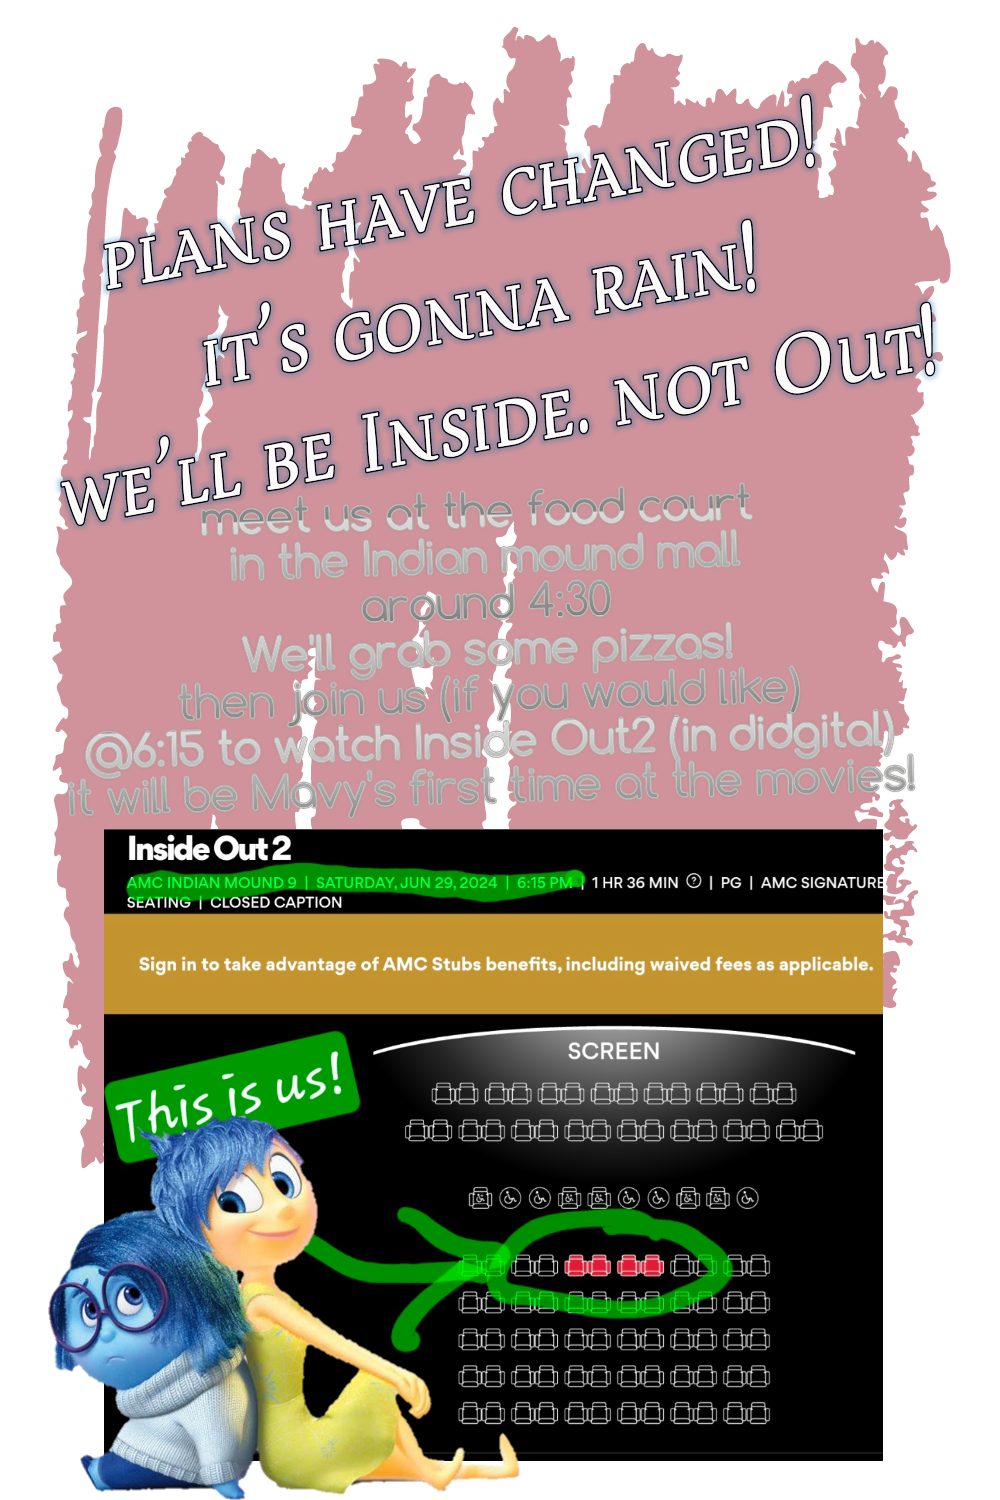 PLANS HAVE CHANGED!
IT'S GONNA RAIN!
WE'LL BE INSIDE. NOT OUT!
meet us at the food court
in the Indian mound mall
around 4:30
We'll grab some pizzas!
then join us (if you would like)
@6:15 to watch Inside Out2 (in didgital)
it will be Mavy's first time at the movies!
Inside Out 2
AMC INDIAN MOUND 9 | SATURDAY, JUN 29, 2024 | 6:15 PM | 1 HR 36 MIN ? | PG | AMC SIGNATURE
SEATING | CLOSED CAPTION
Sign in to take advantage of AMC Stubs benefits, including waived fees as applicable.
SCREEN
This is us!